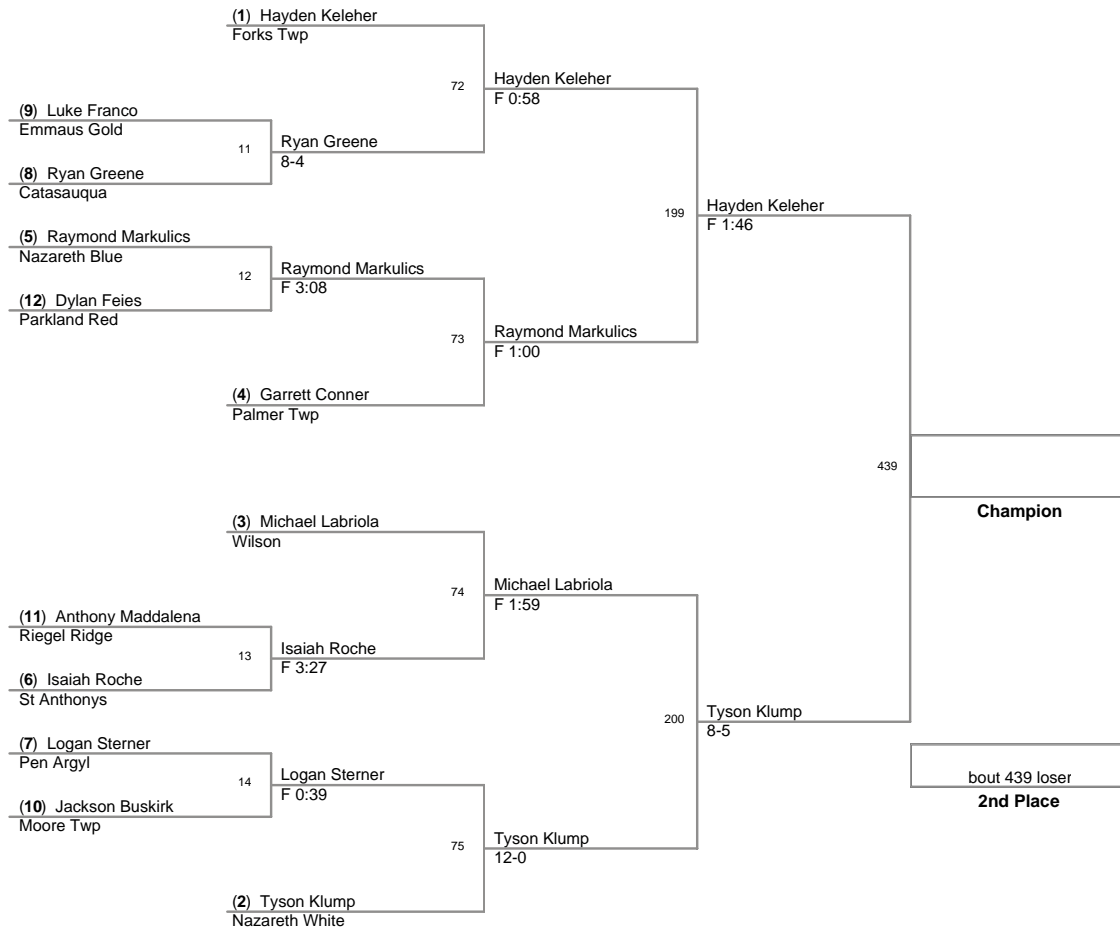 (1) Hayden Keleher
Forks Twp
72
Hayden Keleher
F 0:58
(9) Luke Franco
Emmaus Gold
11
Ryan Greene
8-4
(8) Ryan Greene
Catasauqua
199
Hayden Keleher
F 1:46
(5) Raymond Markulics
Nazareth Blue
12
Raymond Markulics
F 3:08
(12) Dylan Feies
Parkland Red
73
Raymond Markulics
F 1:00
(4) Garrett Conner
Palmer Twp
439
Champion
(3) Michael Labriola
Wilson
74
Michael Labriola
F 1:59
(11) Anthony Maddalena
Riegel Ridge
13
Isaiah Roche
F 3:27
(6) Isaiah Roche
St Anthonys
200
Tyson Klump
8-5
(7) Logan Sterner
Pen Argyl
14
Logan Sterner
F 0:39
(10) Jackson Buskirk
Moore Twp
bout 439 loser
2nd Place
75
Tyson Klump
12-0
(2) Tyson Klump
Nazareth White